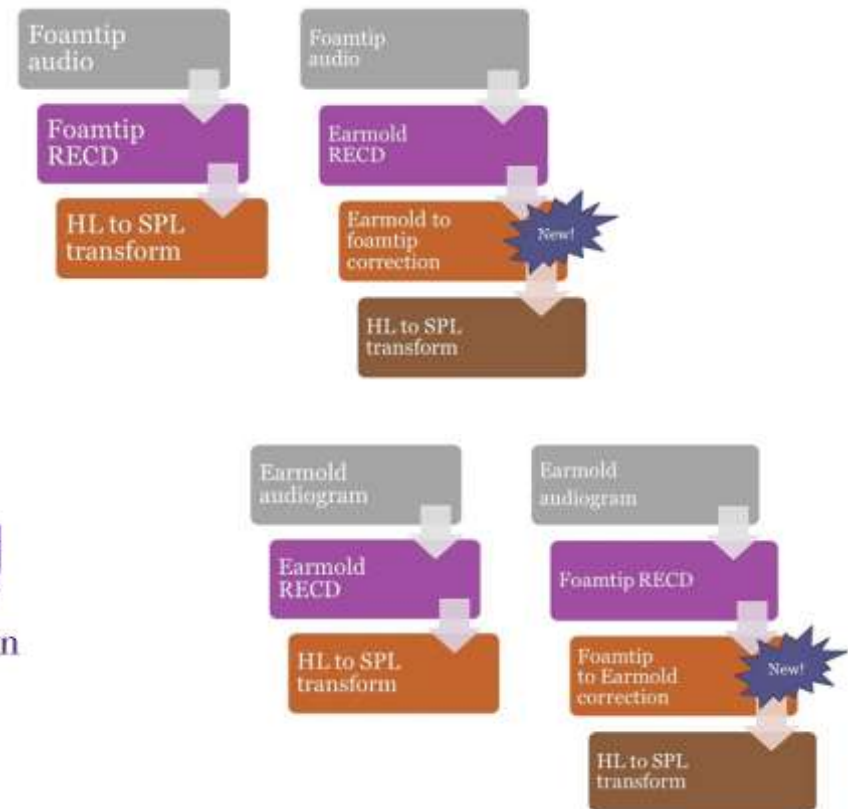 Foamtip
audio
Foamtip
RECD
HL to SPL
transform
Foamtip
audio
Earmold
RECD
Earmold to
foamtip
correction
New!
HL to SPL
transform
n
Earmold
audiogram
Earmold
RECD
HL to SPL
transform
Earmold
audiogram
Foamtip RECD
Foamtip
to Earmold
correction
New!
HL to SPL
transform